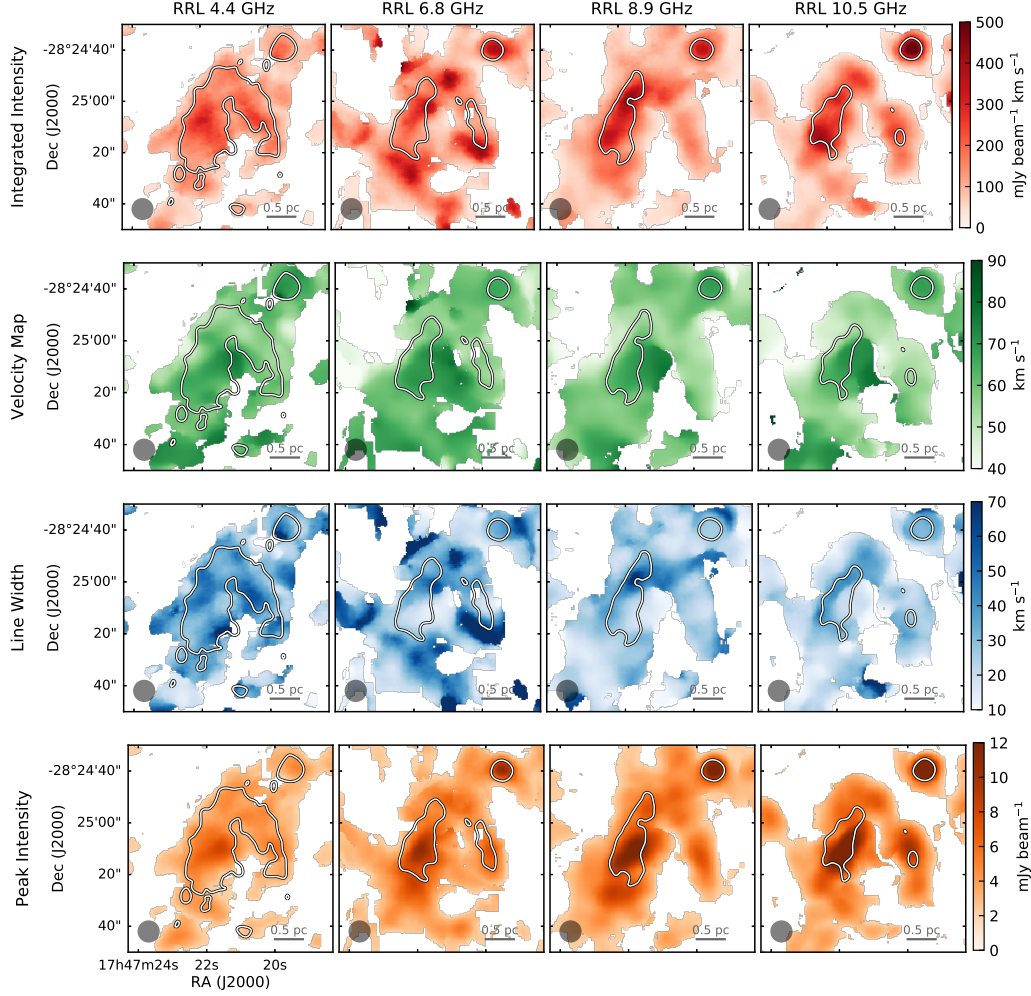 RRL 4.4 GHz RRL 6.8 GHz RRL 8.9 GHz RRL 10.5 GHz
Integrated Intensity
Dec (J2000)
-28°24'40"
25'00"
20"
40"
0.5 pc 0.5 pc 0.5 pc 0.5 pc
500
400
300
200
100
0
mJy beam⁻¹ km s⁻¹
Velocity Map
Dec (J2000)
-28°24'40"
25'00"
20"
40"
0.5 pc 0.5 pc 0.5 pc 0.5 pc
90
80
70
60
50
40
km s⁻¹
Line Width
Dec (J2000)
-28°24'40"
25'00"
20"
40"
0.5 pc 0.5 pc 0.5 pc 0.5 pc
70
60
50
40
30
20
10
km s⁻¹
Peak Intensity
Dec (J2000)
-28°24'40"
25'00"
20"
40"
0.5 pc 0.5 pc 0.5 pc 0.5 pc
12
10
8
6
4
2
0
mJy beam⁻¹
17h47m24s 22s 20s
RA (J2000)